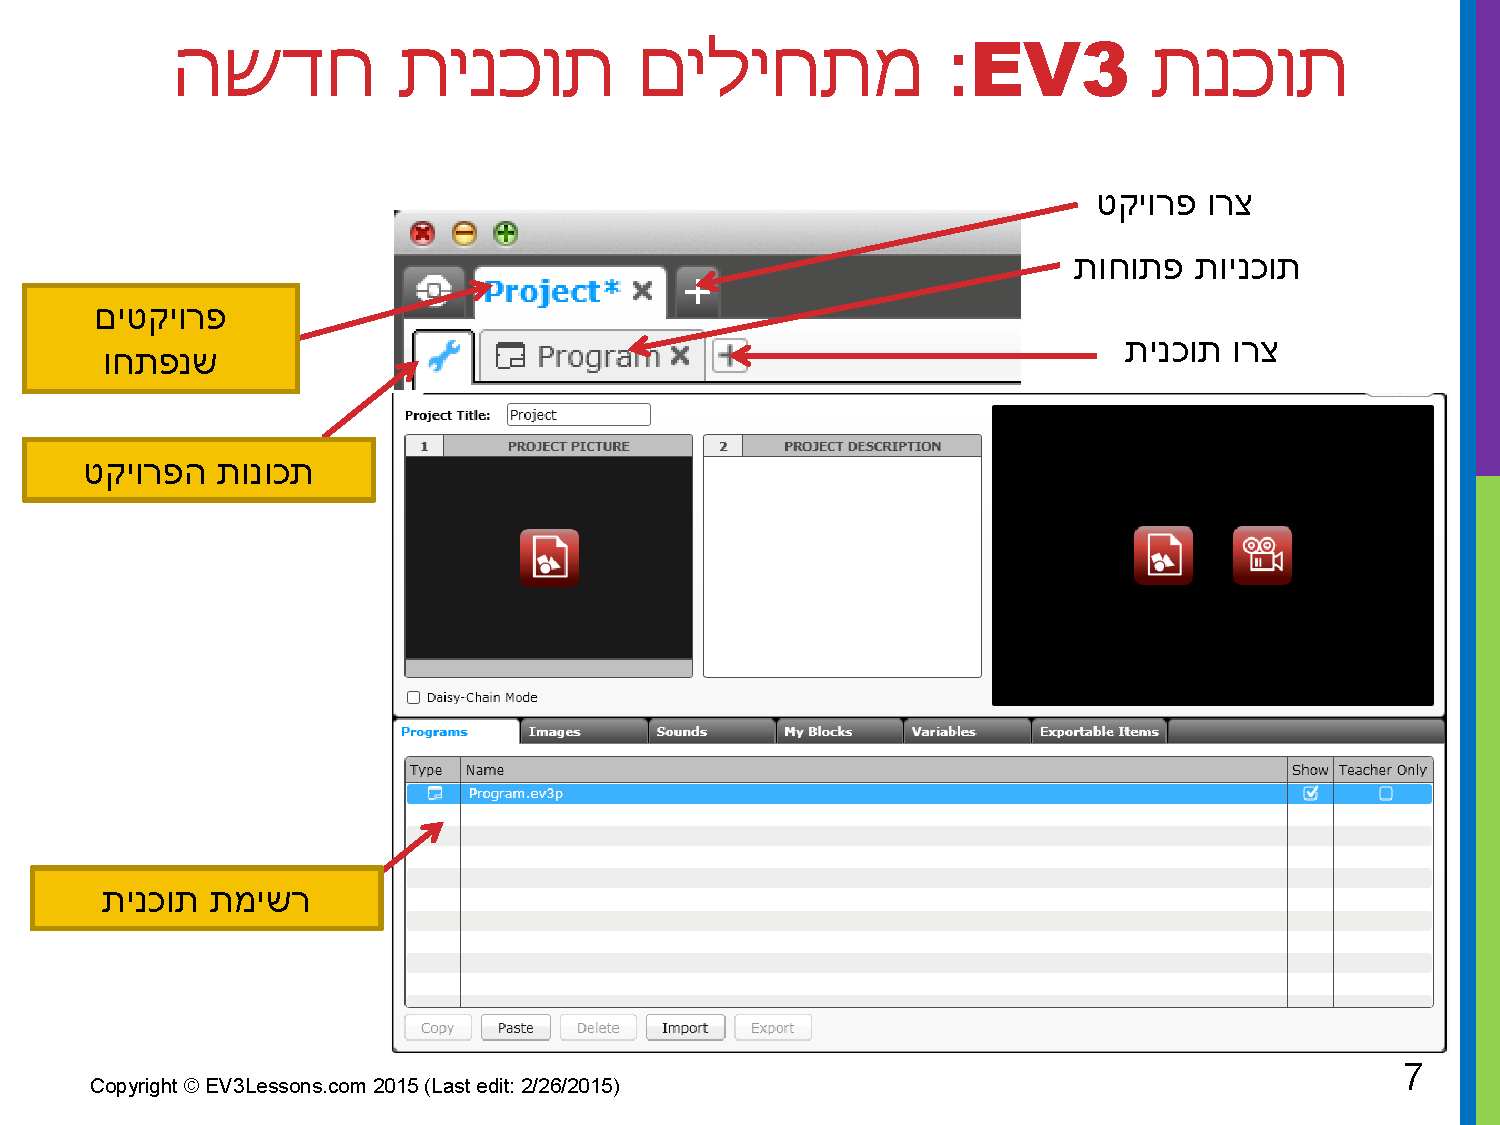 תוכנת EV3: מתחילים תוכנית חדשה
צרו פרויקט
תוכניות פתוחות
צרו תוכנית
פרויקטים
שנפתחו
תכונות הפרויקט
רשימת תוכנית
Project*
Program
Project Title: Project
1 PROJECT PICTURE
2 PROJECT DESCRIPTION
Daisy-Chain Mode
Programs Images Sounds My Blocks Variables Exportable Items
Type Name Show Teacher Only
Program.ev3p
Copy Paste Delete Import Export
Copyright © EV3Lessons.com 2015 (Last edit: 2/26/2015)
7